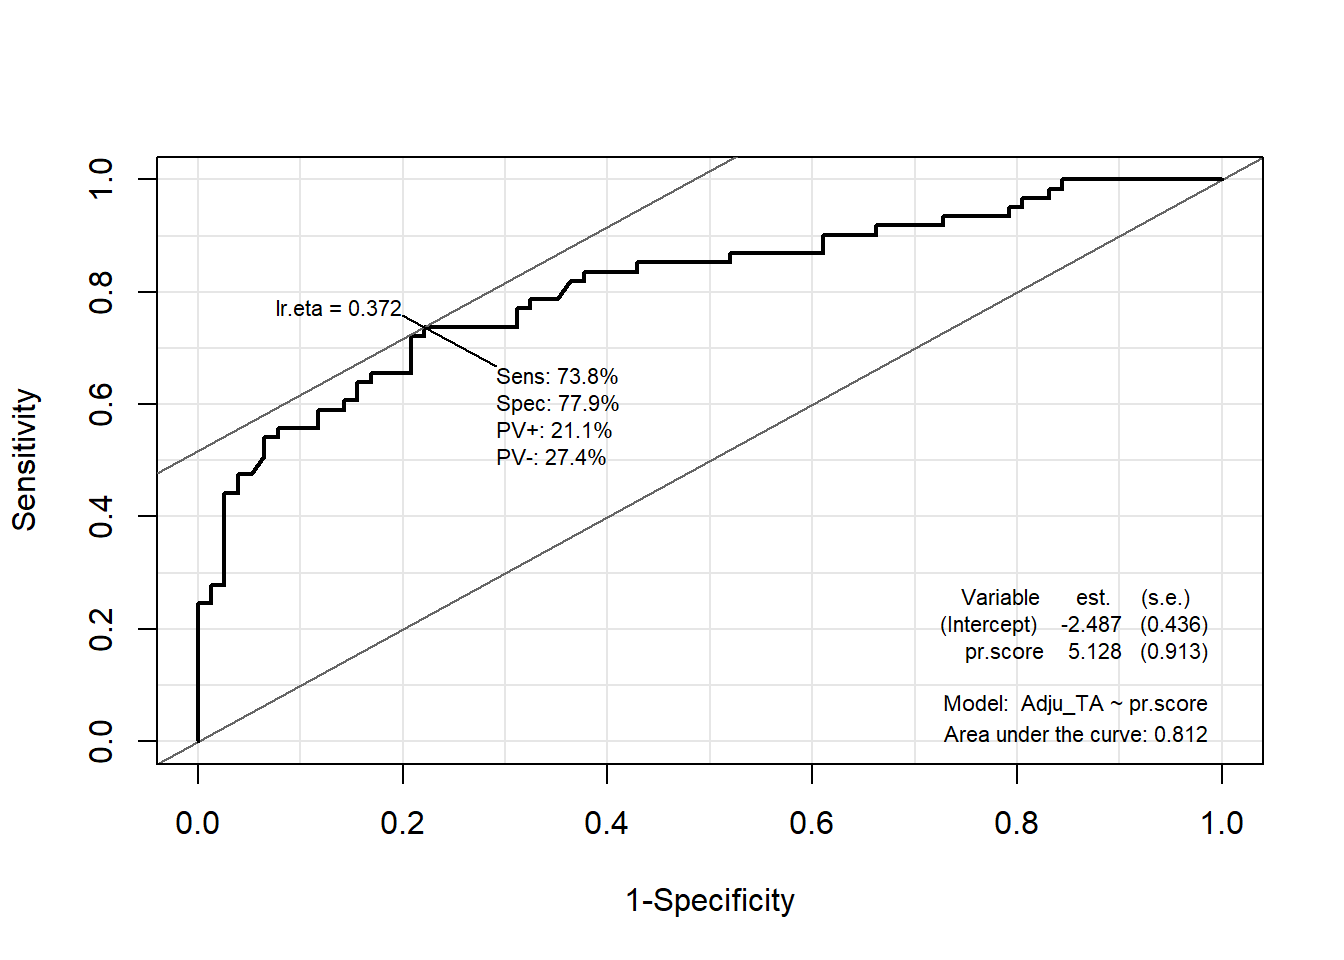 1.0
0.8
0.6
0.4
0.2
0.0
Sensitivity
lr.eta = 0.372
Sens: 73.8%
Spec: 77.9%
PV+: 21.1%
PV-: 27.4%
Variable est. (s.e.)
(Intercept) -2.487 (0.436)
pr.score 5.128 (0.913)
Model: Adju_TA ~ pr.score
Area under the curve: 0.812
0.0 0.2 0.4 0.6 0.8 1.0
1-Specificity